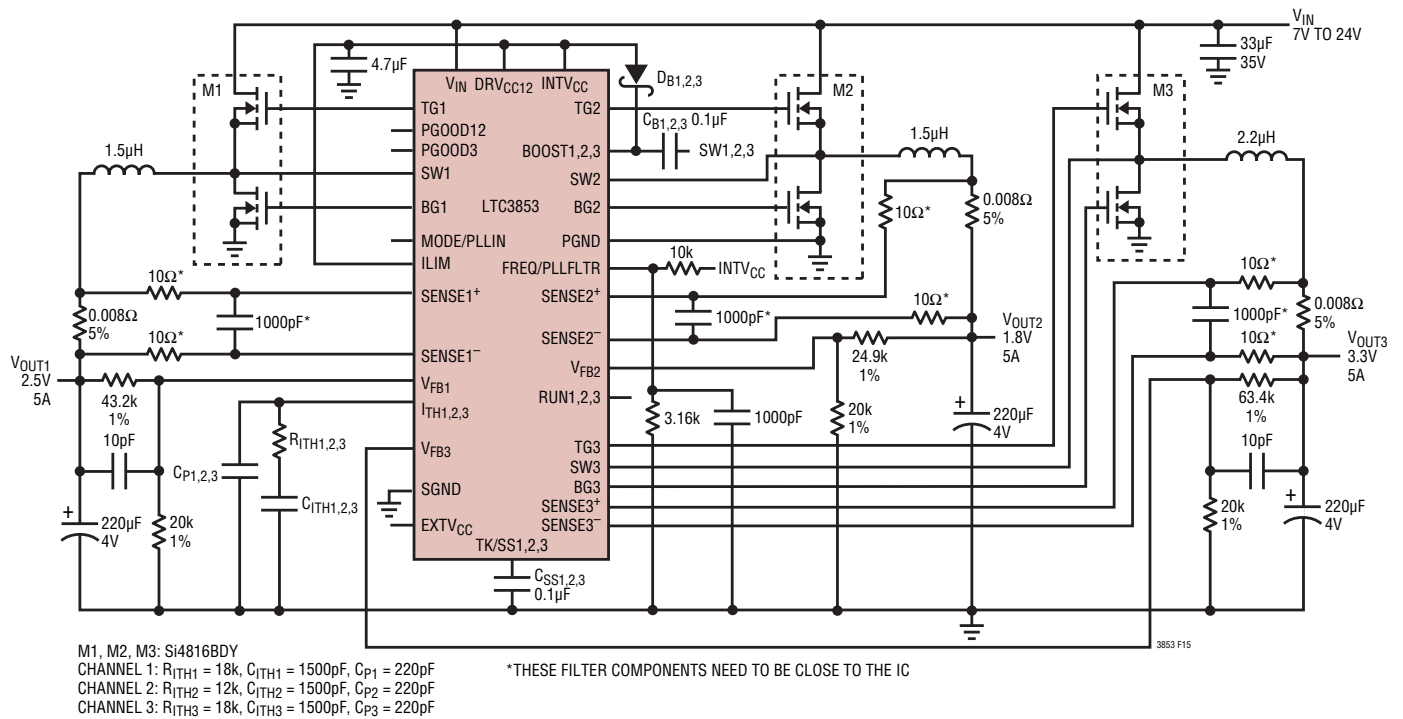 VIN
7V TO 24V
33µF
35V
4.7µF
VIN DRVCC12 INTVCC
DB1,2,3
M1
TG1
TG2
M2
M3
CB1,2,3 0.1µF
PGOOD12
PGOOD3
BOOST1,2,3
SW1,2,3
1.5µH
1.5µH
2.2µH
SW1
SW2
BG1
LTC3853
BG2
10Ω*
0.008Ω
5%
MODE/PLLIN
PGND
ILIM
FREQ/PLLFLTR
10k
INTVCC
10Ω*
SENSE1+
SENSE2+
10Ω*
0.008Ω
5%
1000pF*
1000pF*
10Ω*
1000pF*
0.008Ω
5%
10Ω*
SENSE1–
SENSE2–
10Ω*
VOUT1
2.5V
5A
VOUT2
1.8V
5A
VOUT3
3.3V
5A
43.2k
1%
VFB1
VFB2
24.9k
1%
63.4k
1%
ITH1,2,3
RUN1,2,3
10pF
RITH1,2,3
3.16k
1000pF
20k
1%
+
220µF
4V
10pF
CP1,2,3
VFB3
TG3
SW3
SGND
BG3
CITH1,2,3
SENSE3+
EXTVCC
SENSE3–
+
220µF
4V
20k
1%
20k
1%
+
220µF
4V
TK/SS1,2,3
CSS1,2,3
0.1µF
3853 F15
M1, M2, M3: Si4816BDY
CHANNEL 1: RITH1 = 18k, CITH1 = 1500pF, CP1 = 220pF
CHANNEL 2: RITH2 = 12k, CITH2 = 1500pF, CP2 = 220pF
CHANNEL 3: RITH3 = 18k, CITH3 = 1500pF, CP3 = 220pF
*THESE FILTER COMPONENTS NEED TO BE CLOSE TO THE IC